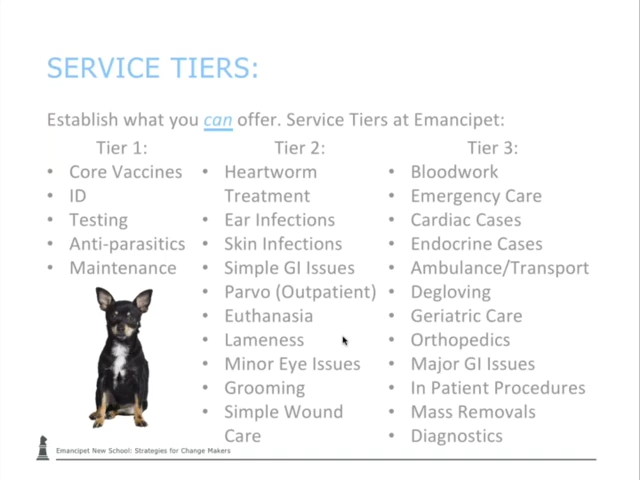 SERVICE TIERS:
Establish what you can offer. Service Tiers at Emancipet:
Tier 1:
• Core Vaccines
• ID
• Testing
• Anti-parasitics
• Maintenance
Tier 2:
• Heartworm
Treatment
• Ear Infections
• Skin Infections
• Simple GI Issues
• Parvo (Outpatient)
• Euthanasia
• Lameness
• Minor Eye Issues
• Grooming
• Simple Wound
Care
Tier 3:
• Bloodwork
• Emergency Care
• Cardiac Cases
• Endocrine Cases
• Ambulance/Transport
• Degloving
• Geriatric Care
• Orthopedics
• Major GI Issues
• In Patient Procedures
• Mass Removals
• Diagnostics
Emancipet New School: Strategies for Change Makers